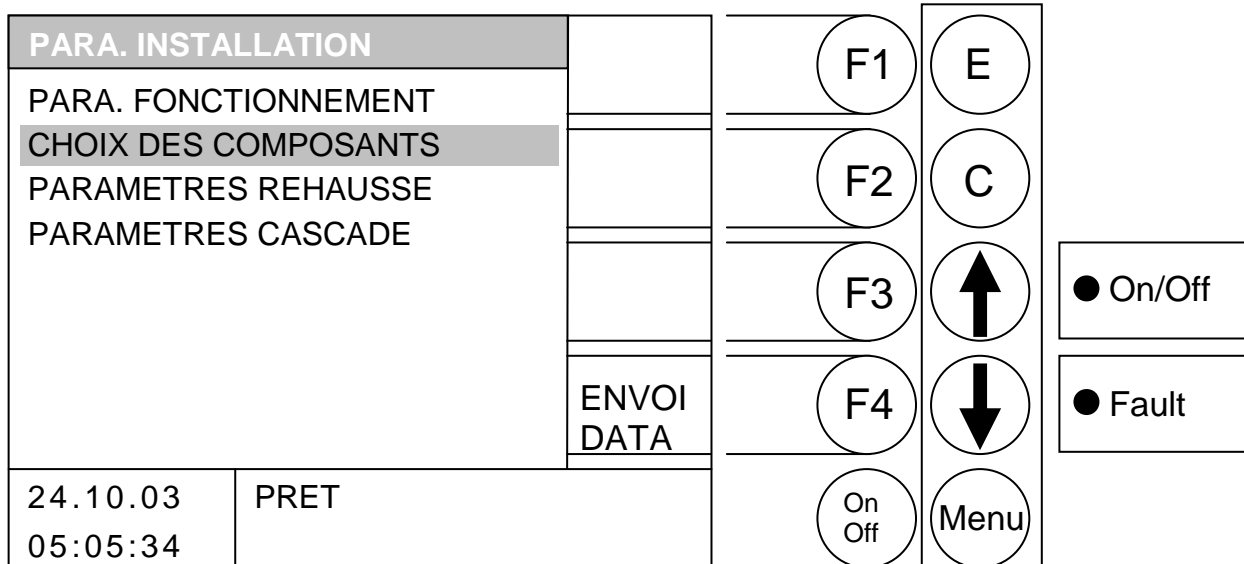 PARA. INSTALLATION
PARA. FONCTIONNEMENT
CHOIX DES COMPOSANTS
PARAMETRES REHAUSSE
PARAMETRES CASCADE
ENVOI
DATA
24.10.03
05:05:34
PRET
F1
E
F2
C
F3
F4
On
Off
Menu
On/Off
Fault